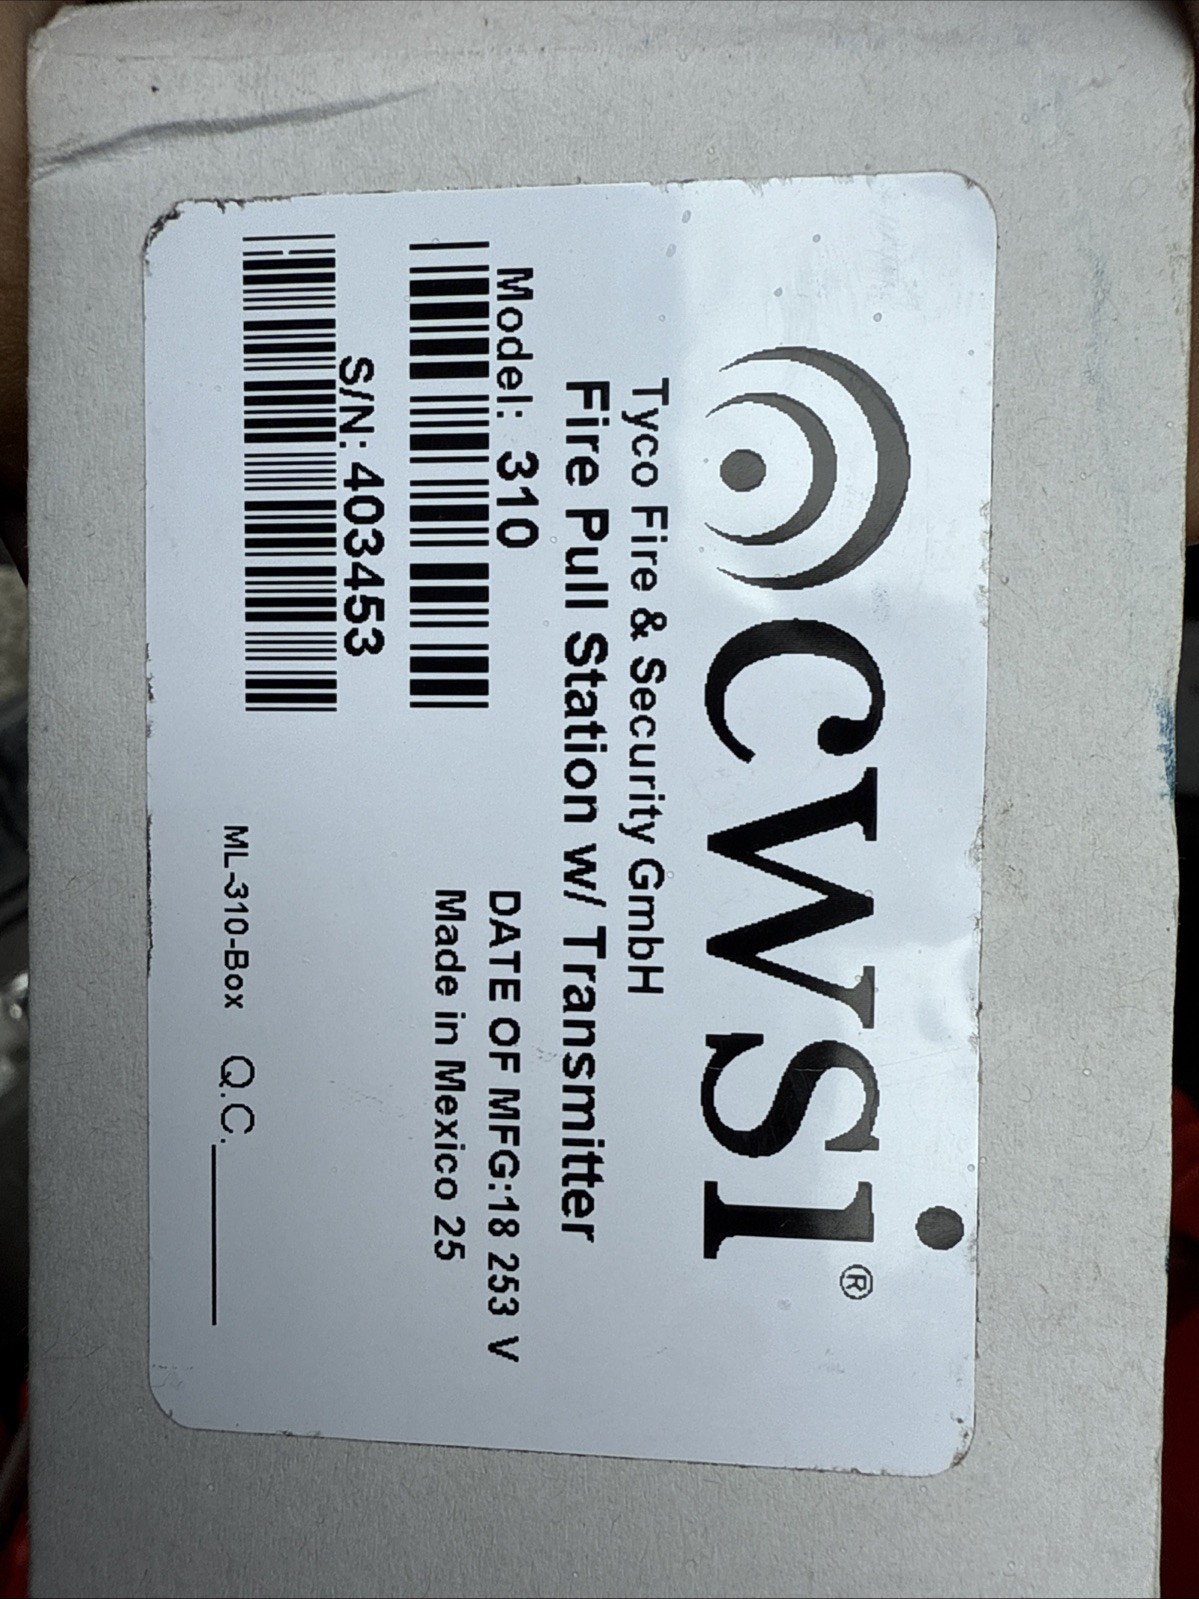 cwsi®
Tyco Fire & Security GmbH
Fire Pull Station w/ Transmitter
Model: 310
DATE OF MFG:18 253 V
Made in Mexico 25
S/N: 403453
ML-310-Box Q.C.